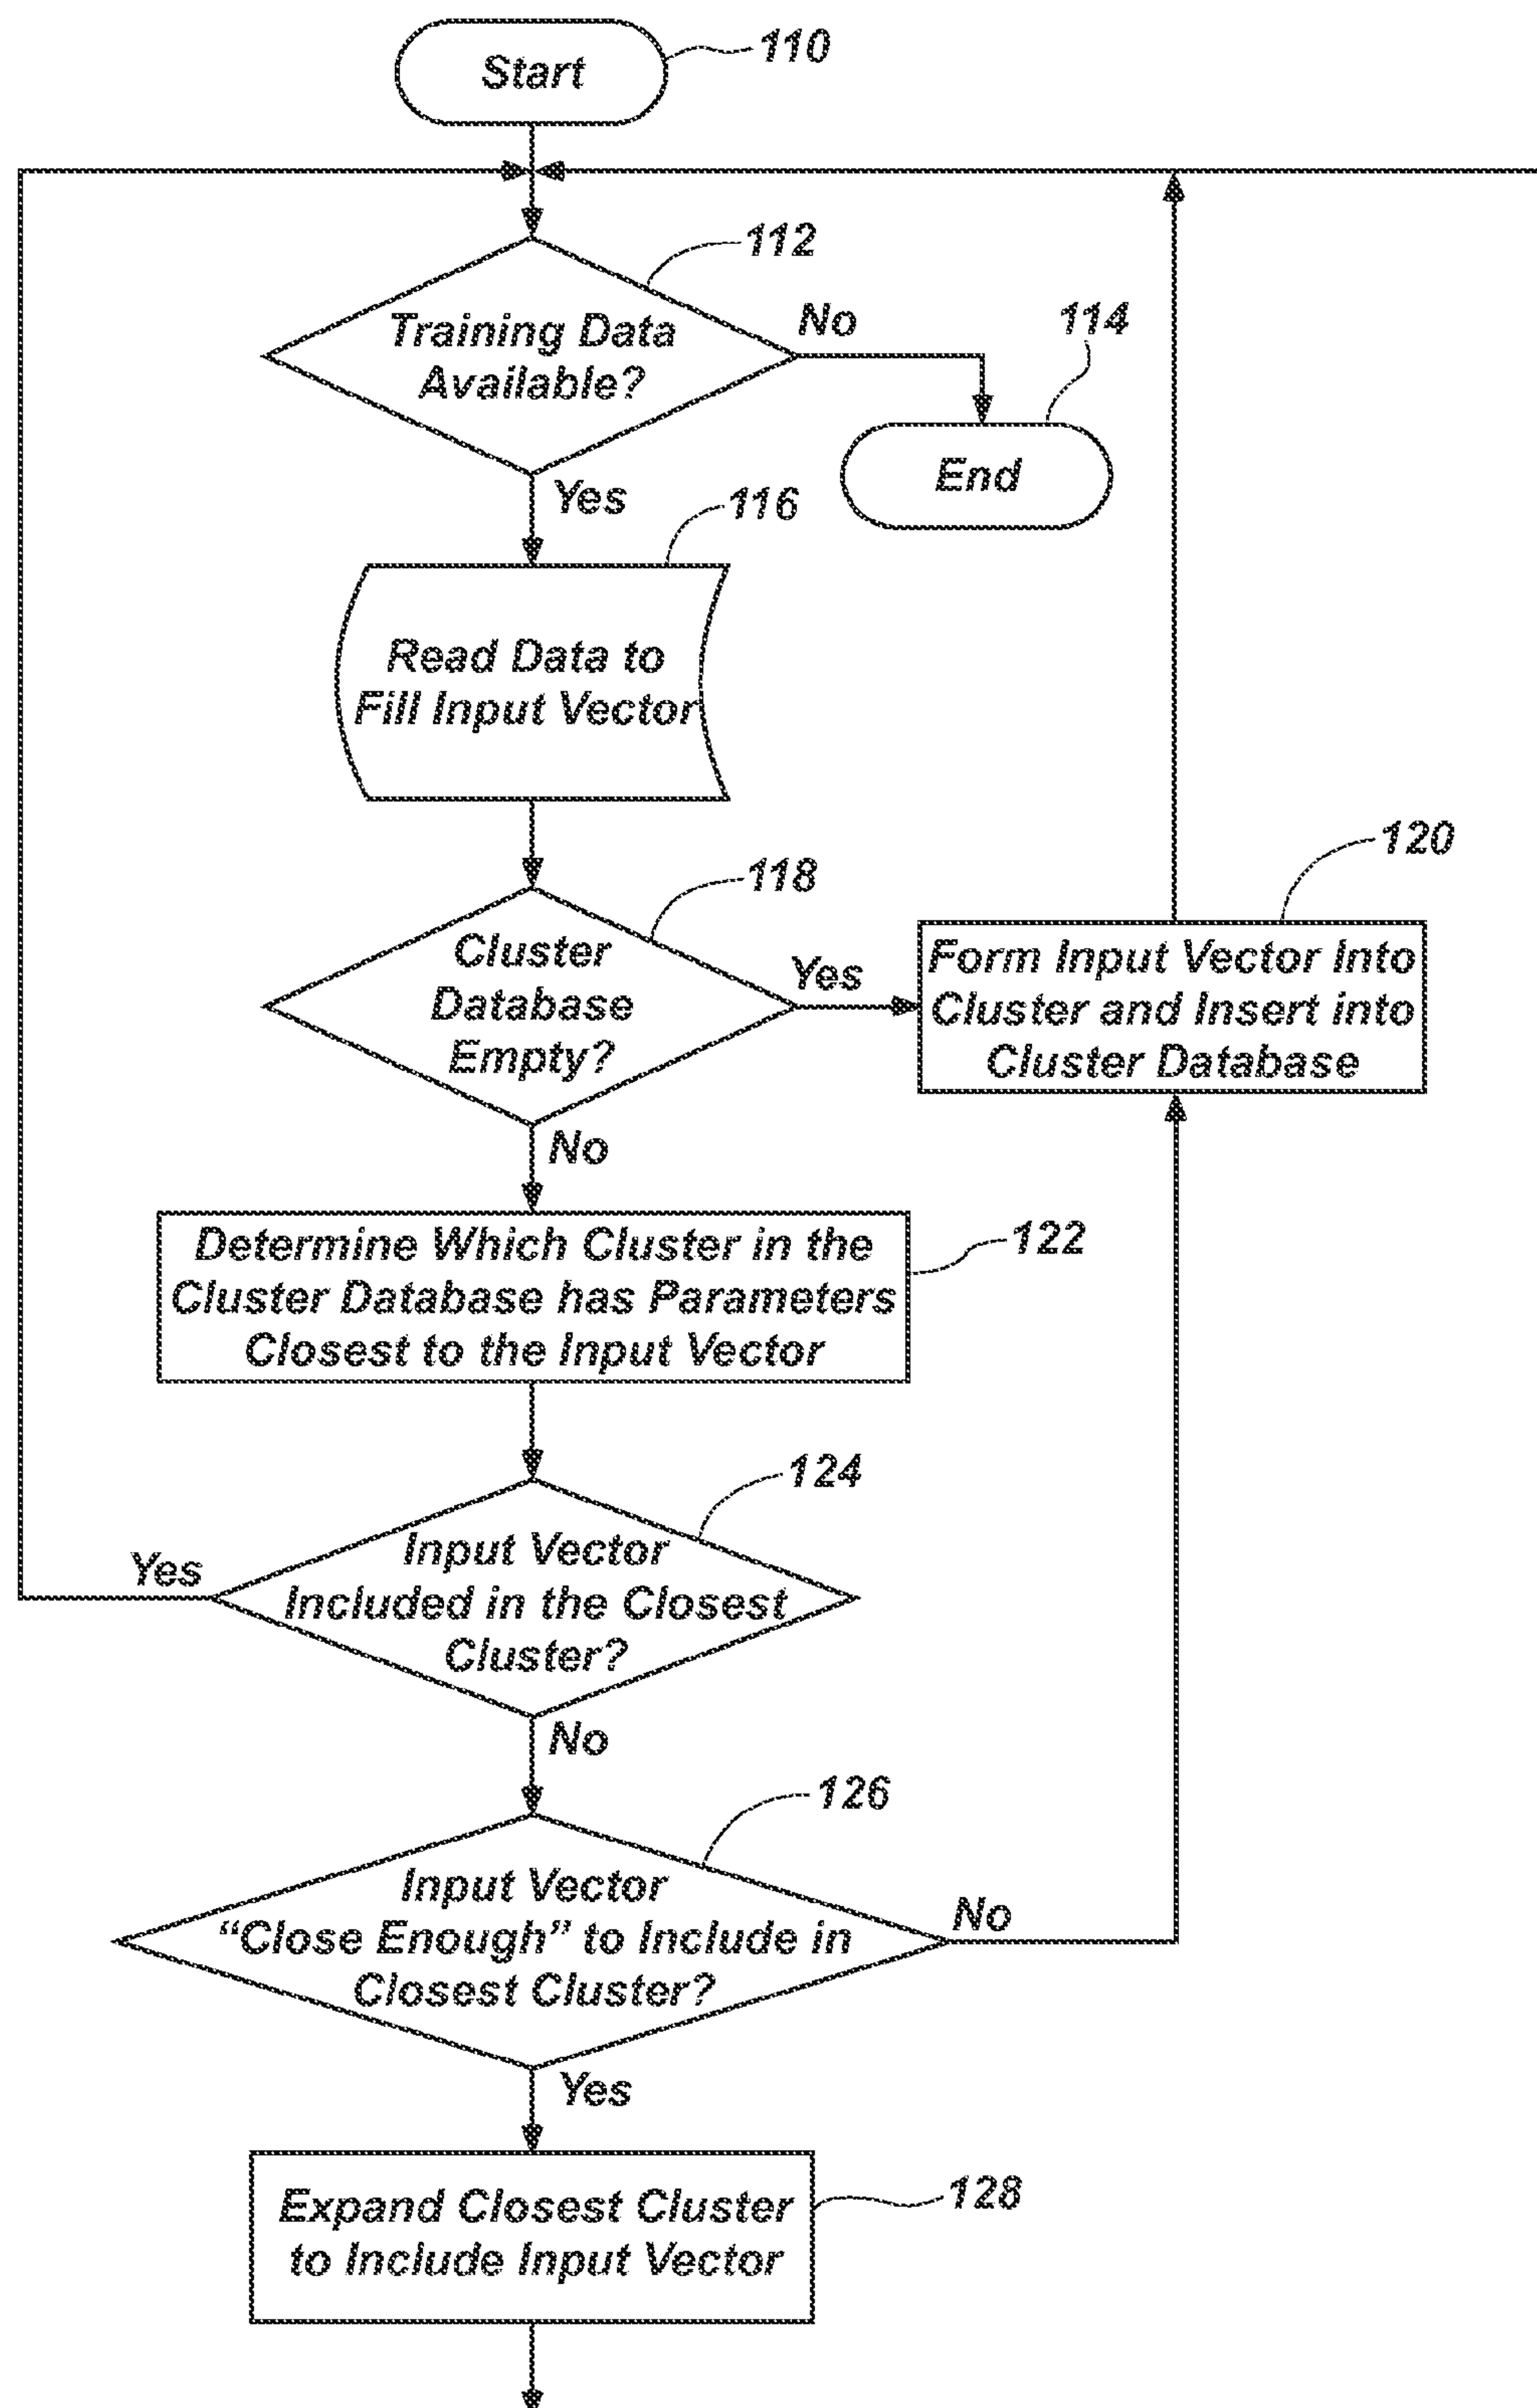 Start
110
112
Training Data
Available?
No
114
End
Yes
116
Read Data to
Fill Input Vector
118
Cluster
Database
Empty?
Yes
120
Form Input Vector Into
Cluster and Insert into
Cluster Database
No
Determine Which Cluster in the
Cluster Database has Parameters
Closest to the Input Vector
122
124
Input Vector
Included in the Closest
Cluster?
Yes
No
126
Input Vector
“Close Enough” to Include in
Closest Cluster?
No
Yes
Expand Closest Cluster
to Include Input Vector
128